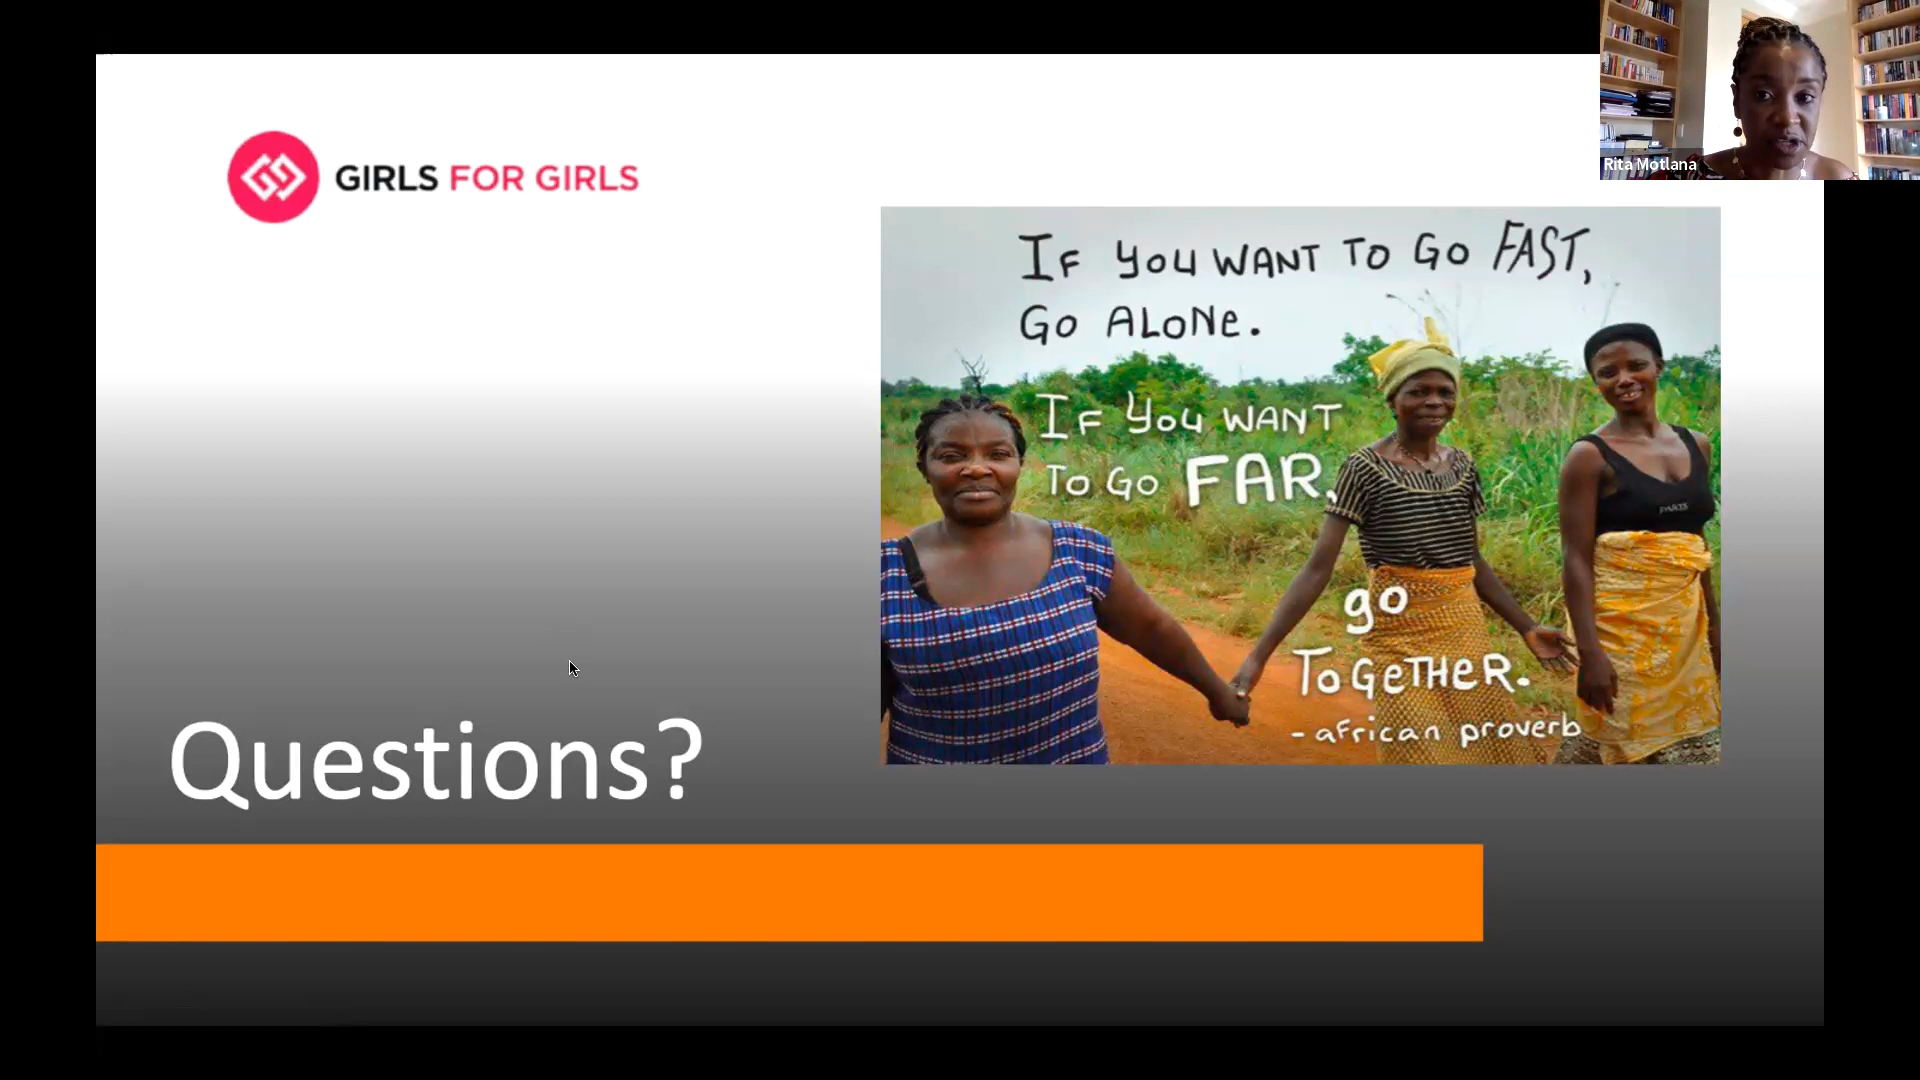 Rita Motlana
GIRLS FOR GIRLS
IF YOU WANT TO GO FAST,
GO ALONE.
IF YOU WANT
TO GO FAR,
go
TOGETHER.
- african proverb
PARIS
Questions?